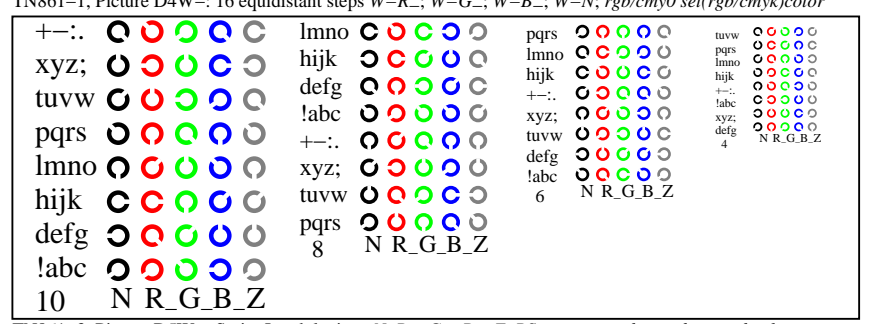 TN861-1, Picture D4W-: 16 equidistant steps W-R_; W-G_; W-B_; W-N; rgb/cmy0 set(rgb/cmyk)color
+−:.
xyz;
tuvw
pqrs
lmno
hijk
defg
!abc
10 N R_G_B_Z
lmno
hijk
defg
!abc
+−:.
xyz;
tuvw
pqrs
8 N R_G_B_Z
pqrs
lmno
hijk
+−:.
xyz;
tuvw
defg
!abc
6 N R_G_B_Z
tuvw
pqrs
lmno
hijk
+−:.
!abc
xyz;
defg
4 N R_G_B_Z